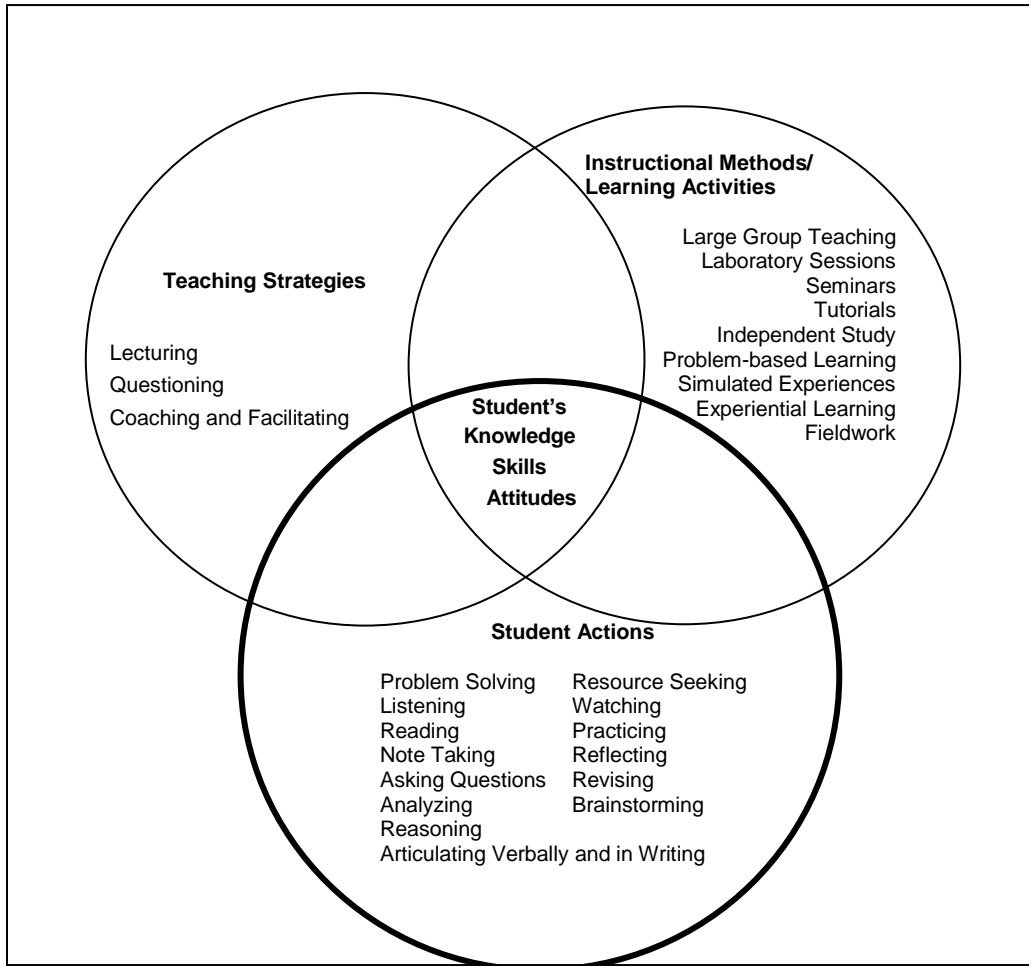 Instructional Methods/
Learning Activities
Large Group Teaching
Laboratory Sessions
Seminars
Tutorials
Independent Study
Problem-based Learning
Simulated Experiences
Experiential Learning
Fieldwork
Teaching Strategies
Lecturing
Questioning
Coaching and Facilitating
Student’s
Knowledge
Skills
Attitudes
Student Actions
Problem Solving
Listening
Reading
Note Taking
Asking Questions
Analyzing
Reasoning
Articulating Verbally and in Writing
Resource Seeking
Watching
Practicing
Reflecting
Revising
Brainstorming